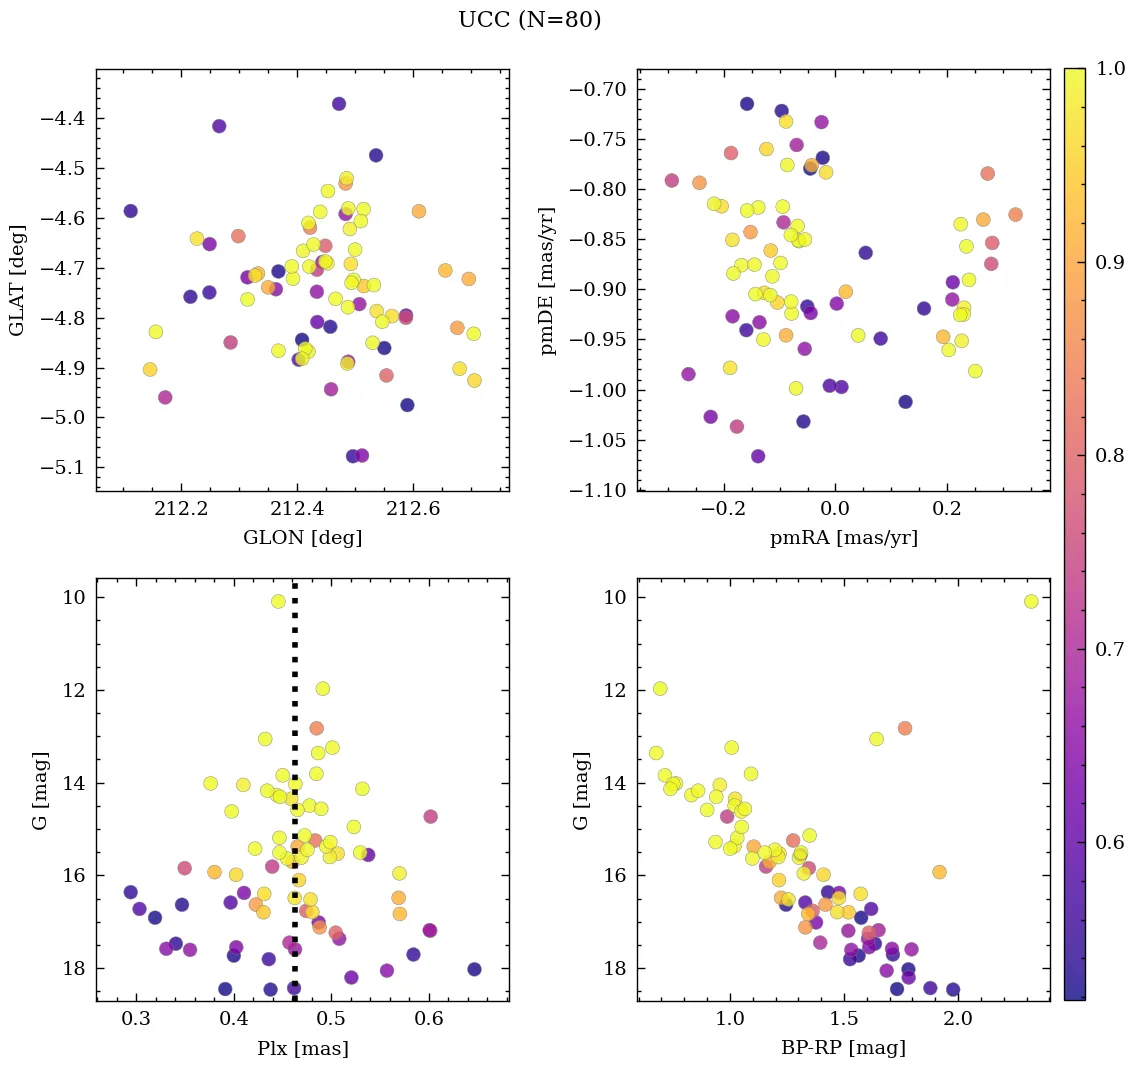 UCC (N=80)
−4.4
−4.5
−4.6
−4.7
−4.8
−4.9
−5.0
−5.1
GLAT [deg]
212.2 212.4 212.6
GLON [deg]
−0.70
−0.75
−0.80
−0.85
−0.90
−0.95
−1.00
−1.05
−1.10
pmDE [mas/yr]
−0.2 0.0 0.2
pmRA [mas/yr]
10
12
14
16
18
G [mag]
0.3 0.4 0.5 0.6
Plx [mas]
10
12
14
16
18
G [mag]
1.0 1.5 2.0
BP-RP [mag]
1.0
0.9
0.8
0.7
0.6